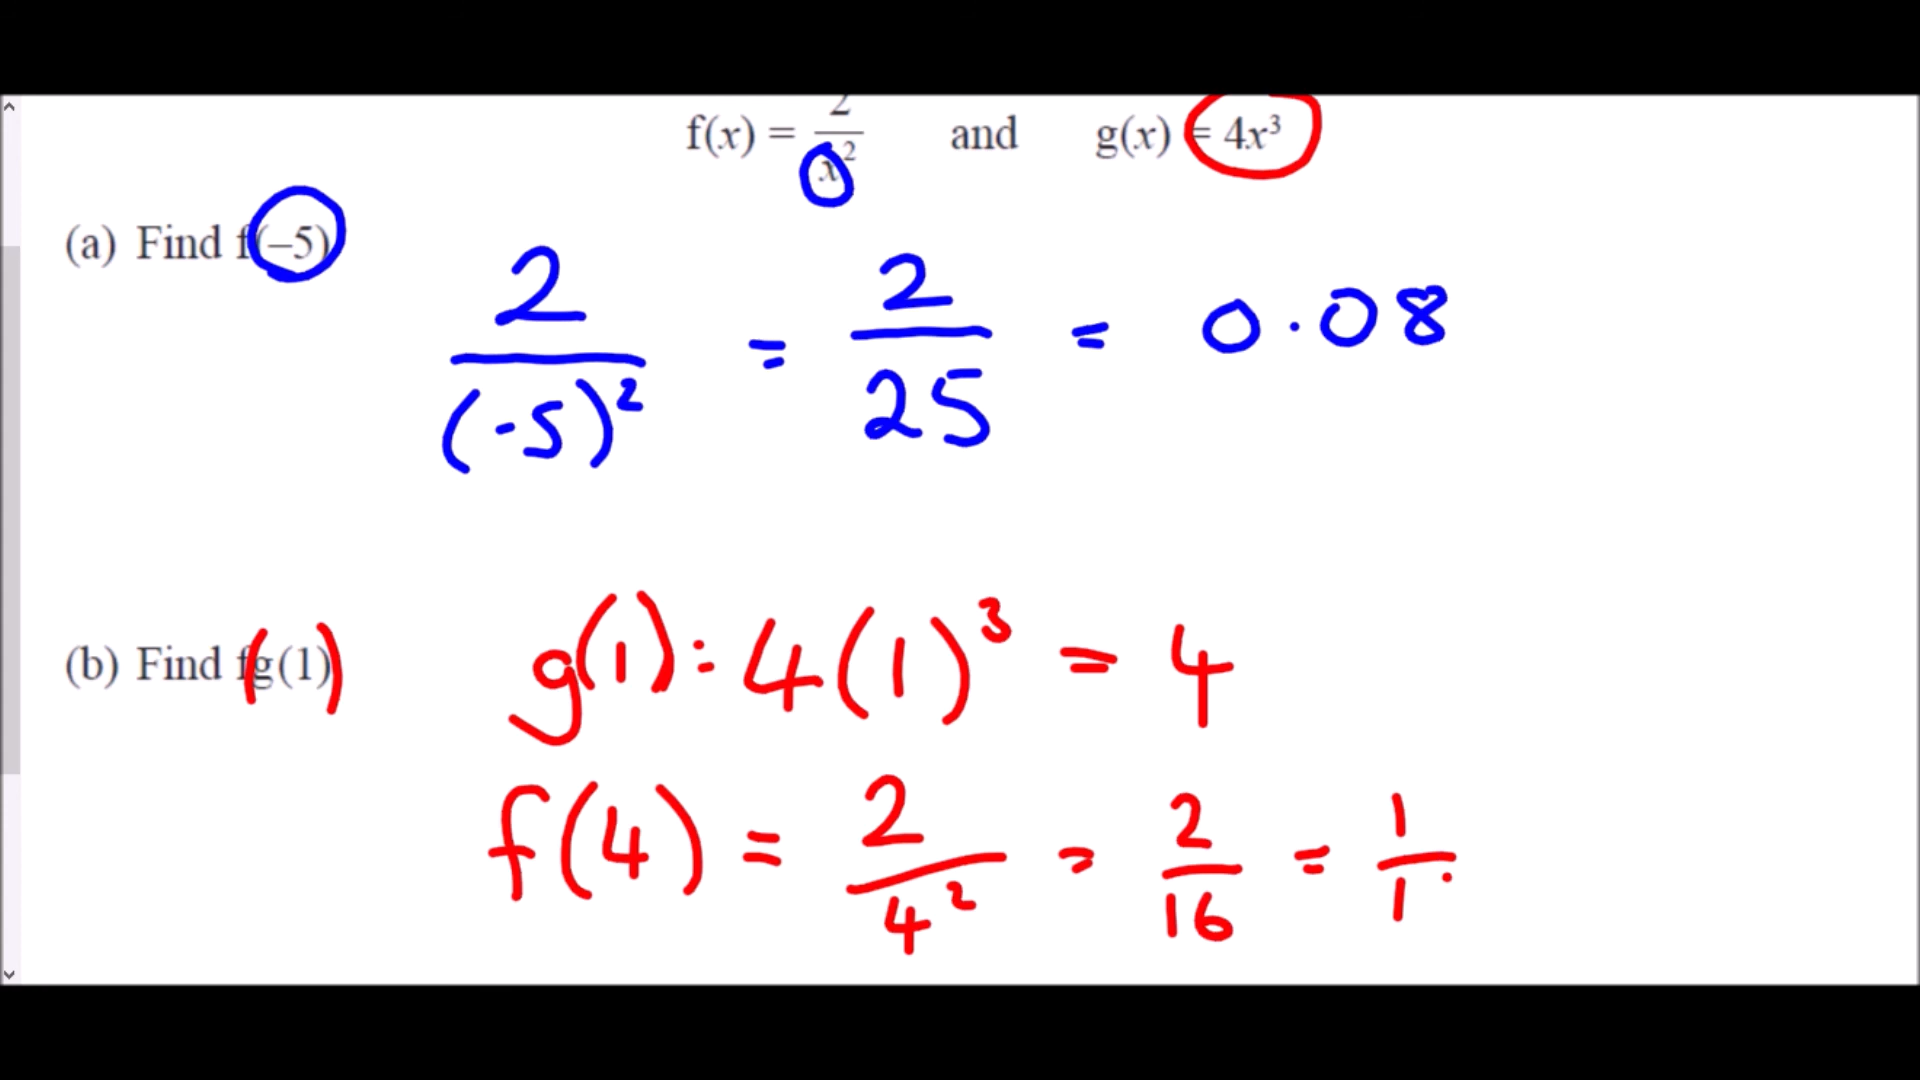 f(x) = 2/x² and g(x) = 4x³
(a) Find f(–5)
2/(-5)² = 2/25 = 0.08
(b) Find fg(1)
g(1) = 4(1)³ = 4
f(4) = 2/4² = 2/16 = 1/1